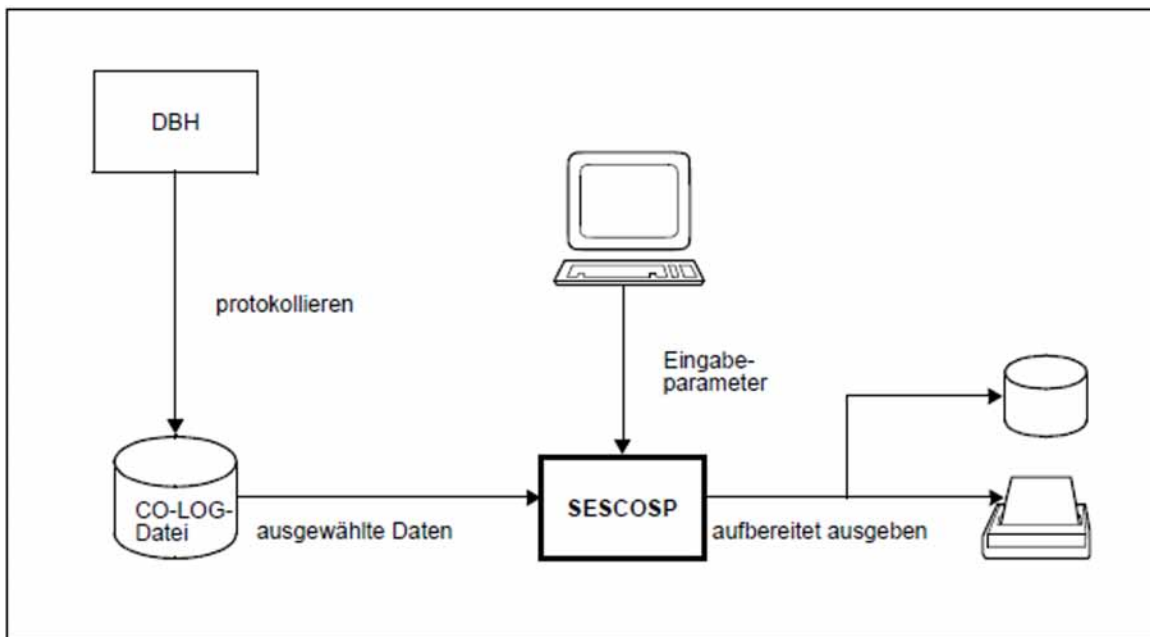 DBH
protokollieren
Eingabe-
parameter
CO-LOG-
Datei
ausgewählte Daten
SESCOSP
aufbereitet ausgeben